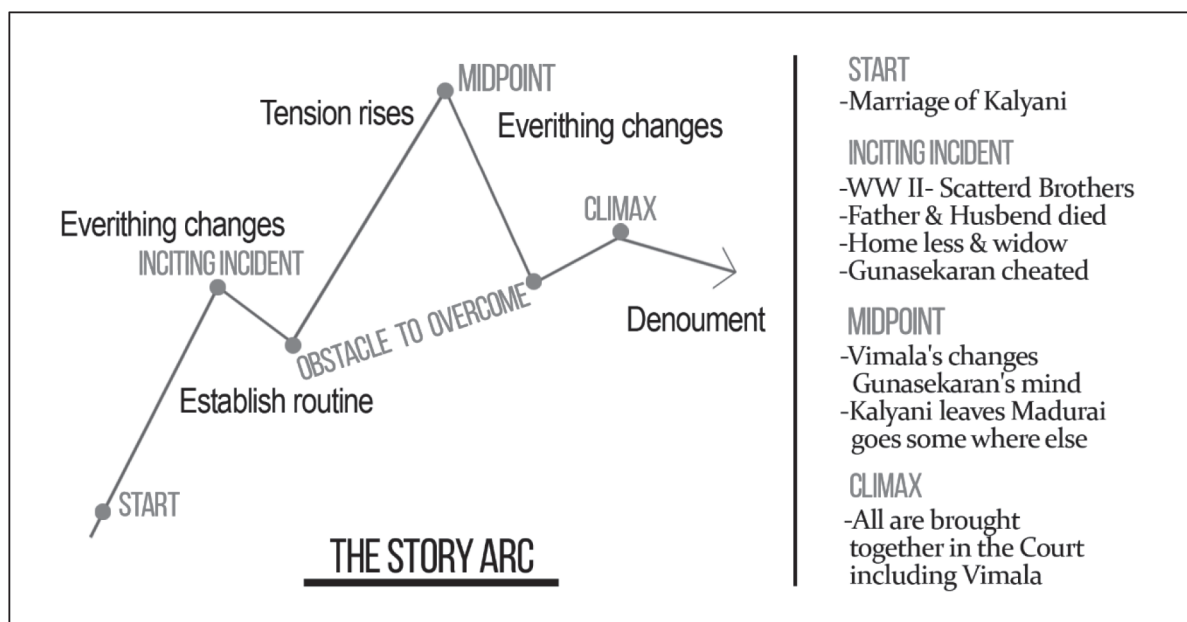 MIDPOINT
Tension rises
Everithing changes
Everithing changes
INCITING INCIDENT
CLIMAX
OBSTACLE TO OVERCOME
Denoument
Establish routine
START
THE STORY ARC
START
-Marriage of Kalyani
INCITING INCIDENT
-WW II- Scatterd Brothers
-Father & Husbend died
-Home less & widow
-Gunasekaran cheated
MIDPOINT
-Vimala's changes
Gunasekaran's mind
-Kalyani leaves Madurai
goes some where else
CLIMAX
-All are brought
together in the Court
including Vimala